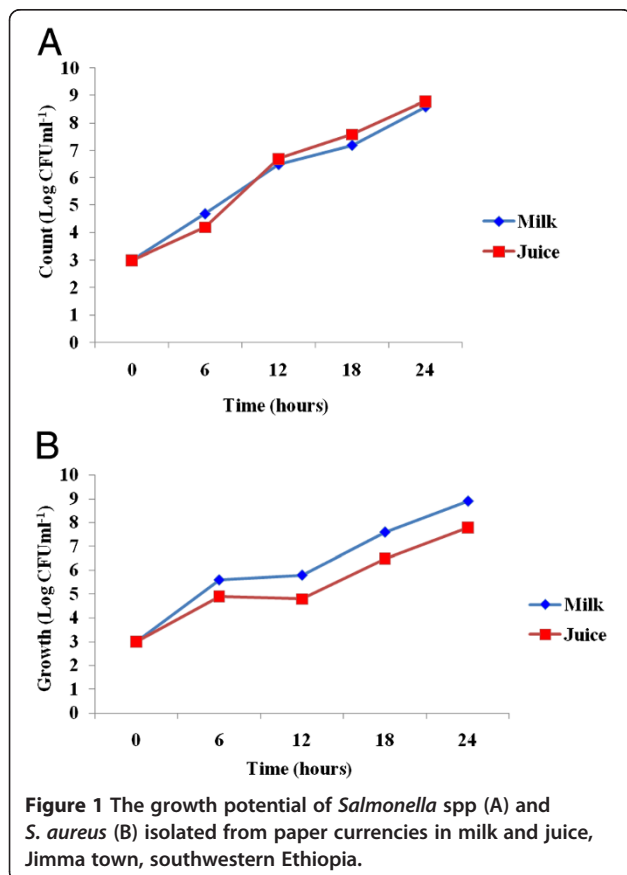 A
10
9
8
7
6
5
4
3
2
1
0
Count (Log CFUml⁻¹)
0 6 12 18 24
Time (hours)
Milk
Juice
B
10
9
8
7
6
5
4
3
2
1
0
Growth (Log CFUml⁻¹)
0 6 12 18 24
Time (hours)
Milk
Juice
Figure 1 The growth potential of Salmonella spp (A) and
S. aureus (B) isolated from paper currencies in milk and juice,
Jimma town, southwestern Ethiopia.